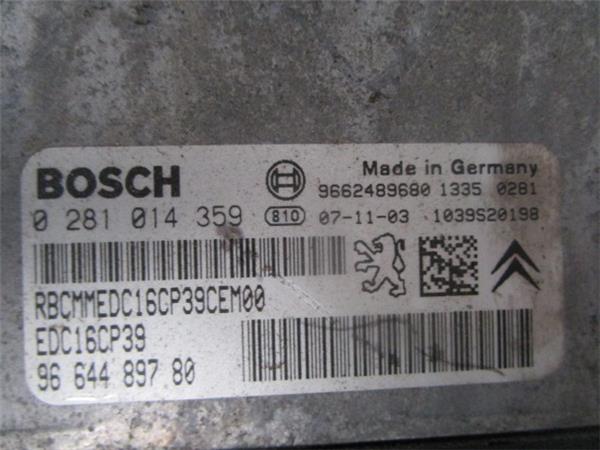 BOSCH
Made in Germany
9662489680 1335 0281
0 281 014 359 810 07-11-03 1039S20198
RBCMMEDC16CP39CEM00
EDC16CP39
96 644 897 80